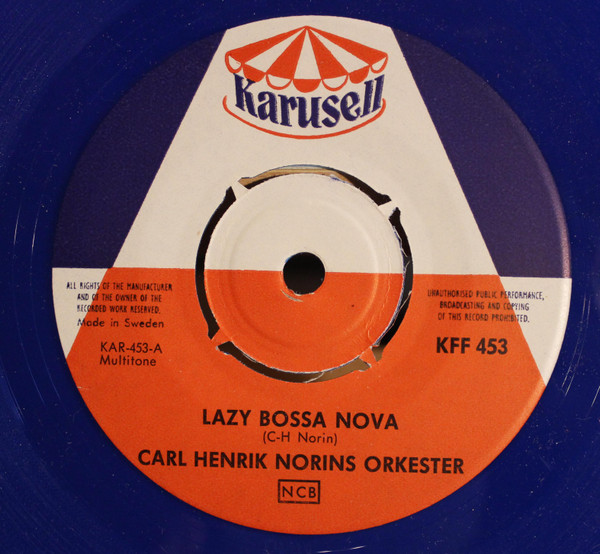 Karusell
ALL RIGHTS OF THE MANUFACTURER
AND OF THE OWNER OF THE
RECORDED WORK RESERVED.
Made in Sweden
KAR-453-A
Multitone
UNAUTHORISED PUBLIC PERFORMANCE,
BROADCASTING AND COPYING
OF THIS RECORD PROHIBITED.
KFF 453
LAZY BOSSA NOVA
(C-H Norin)
CARL HENRIK NORINS ORKESTER
NCB